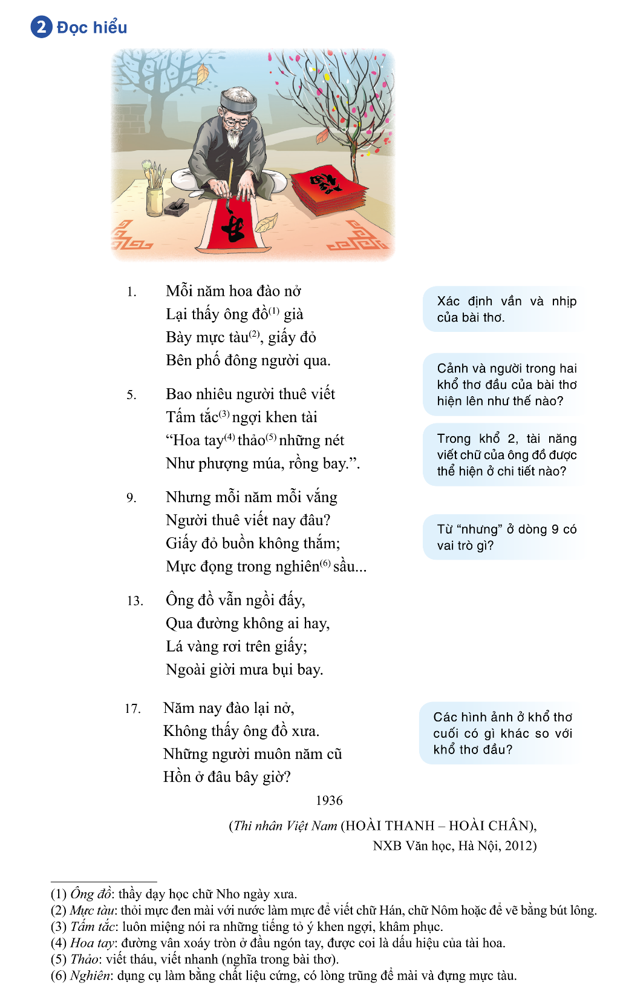 2 Đọc hiểu
1. Mỗi năm hoa đào nở
Lại thấy ông đồ(1) già
Bày mực tàu(2), giấy đỏ
Bên phố đông người qua.
Xác định vần và nhịp
của bài thơ.
5. Bao nhiêu người thuê viết
Tấm tắc(3) ngợi khen tài
“Hoa tay(4) thảo(5) những nét
Như phượng múa, rồng bay.”.
Cảnh và người trong hai
khổ thơ đầu của bài thơ
hiện lên như thế nào?
Trong khổ 2, tài năng
viết chữ của ông đồ được
thể hiện ở chi tiết nào?
9. Nhưng mỗi năm mỗi vắng
Người thuê viết nay đâu?
Giấy đỏ buồn không thắm;
Mực đọng trong nghiên(6) sầu...
Từ “nhưng” ở dòng 9 có
vai trò gì?
13. Ông đồ vẫn ngồi đấy,
Qua đường không ai hay,
Lá vàng rơi trên giấy;
Ngoài giời mưa bụi bay.
17. Năm nay đào lại nở,
Không thấy ông đồ xưa.
Những người muôn năm cũ
Hồn ở đâu bây giờ?
Các hình ảnh ở khổ thơ
cuối có gì khác so với
khổ thơ đầu?
1936
(Thi nhân Việt Nam (HOÀI THANH – HOÀI CHÂN),
NXB Văn học, Hà Nội, 2012)
(1) Ông đồ: thầy dạy học chữ Nho ngày xưa.
(2) Mực tàu: thỏi mực đen mài với nước làm mực để viết chữ Hán, chữ Nôm hoặc để vẽ bằng bút lông.
(3) Tấm tắc: luôn miệng nói ra những tiếng tỏ ý khen ngợi, khâm phục.
(4) Hoa tay: đường vân xoáy tròn ở đầu ngón tay, được coi là dấu hiệu của tài hoa.
(5) Thảo: viết tháu, viết nhanh (nghĩa trong bài thơ).
(6) Nghiên: dụng cụ làm bằng chất liệu cứng, có lòng trũng để mài và đựng mực tàu.